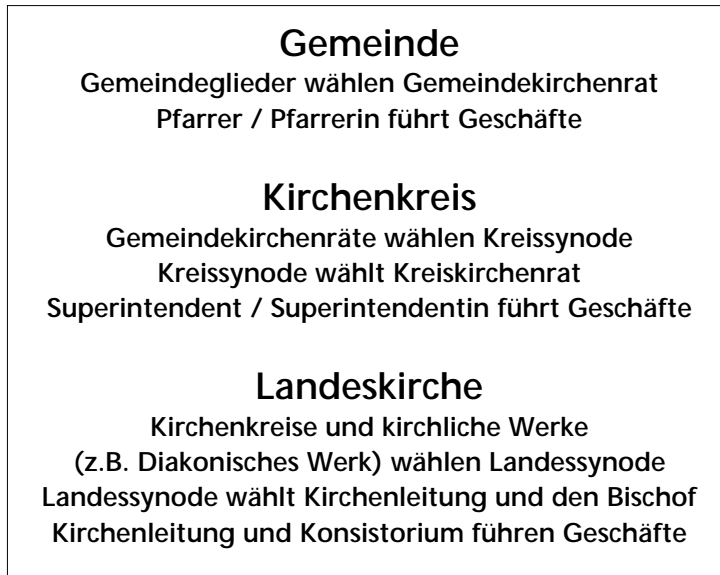 Gemeinde
Gemeindeglieder wählen Gemeindekirchenrat
Pfarrer / Pfarrerin führt Geschäfte
Kirchenkreis
Gemeindekirchenräte wählen Kreissynode
Kreissynode wählt Kreiskirchenrat
Superintendent / Superintendentin führt Geschäfte
Landeskirche
Kirchenkreise und kirchliche Werke
(z.B. Diakonisches Werk) wählen Landessynode
Landessynode wählt Kirchenleitung und den Bischof
Kirchenleitung und Konsistorium führen Geschäfte